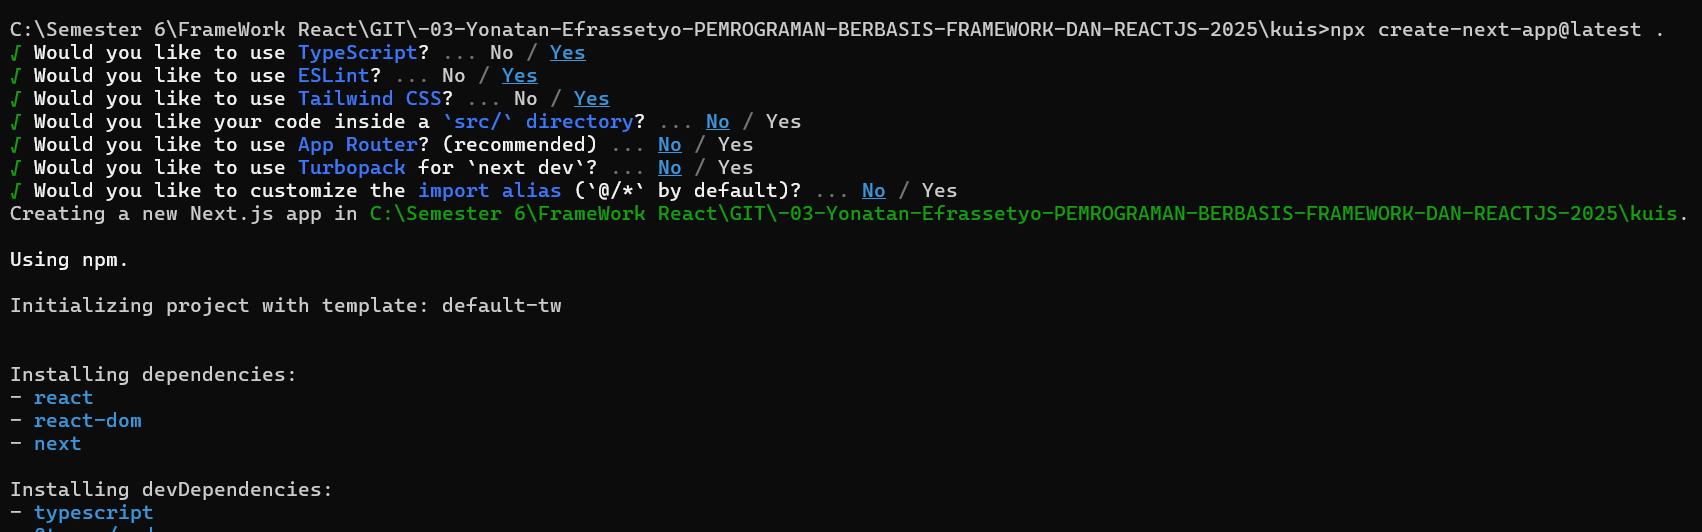 C:\Semester 6\FrameWork React\GIT\-03-Yonatan-Efrassetyo-PEMROGRAMAN-BERBASIS-FRAMEWORK-DAN-REACTJS-2025\kuis>npx create-next-app@latest .
√ Would you like to use TypeScript? ... No / Yes
√ Would you like to use ESLint? ... No / Yes
√ Would you like to use Tailwind CSS? ... No / Yes
√ Would you like your code inside a `src/` directory? ... No / Yes
√ Would you like to use App Router? (recommended) ... No / Yes
√ Would you like to use Turbopack for `next dev`? ... No / Yes
√ Would you like to customize the import alias (`@/*` by default)? ... No / Yes
Creating a new Next.js app in C:\Semester 6\FrameWork React\GIT\-03-Yonatan-Efrassetyo-PEMROGRAMAN-BERBASIS-FRAMEWORK-DAN-REACTJS-2025\kuis.
Using npm.
Initializing project with template: default-tw
Installing dependencies:
- react
- react-dom
- next
Installing devDependencies:
- typescript